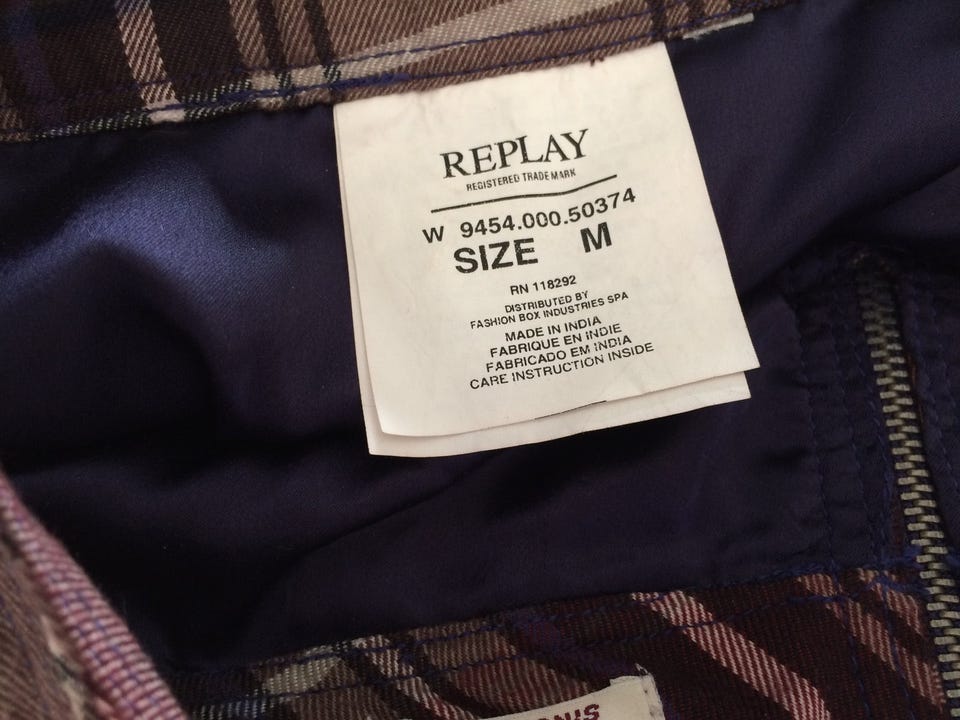 REPLAY
REGISTERED TRADE MARK
W 9454.000.50374
SIZE M
RN 118292
DISTRIBUTED BY
FASHION BOX INDUSTRIES SPA
MADE IN INDIA
FABRIQUE EN INDIE
FABRICADO EM INDIA
CARE INSTRUCTION INSIDE